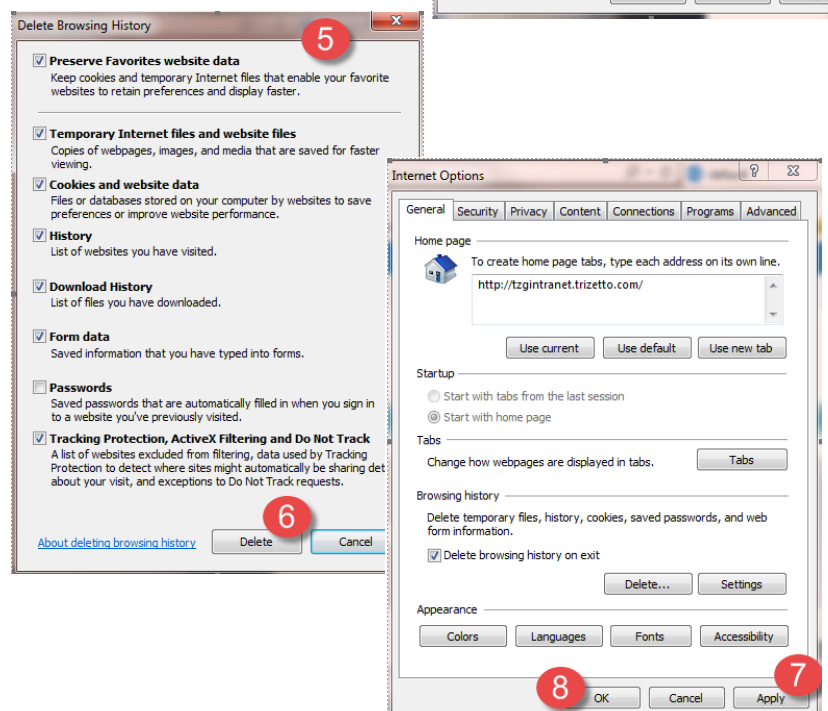 Delete Browsing History
5
Preserve Favorites website data
Keep cookies and temporary Internet files that enable your favorite
websites to retain preferences and display faster.
Temporary Internet files and website files
Copies of webpages, images, and media that are saved for faster
viewing.
Cookies and website data
Files or databases stored on your computer by websites to save
preferences or improve website performance.
History
List of websites you have visited.
Download History
List of files you have downloaded.
Form data
Saved information that you have typed into forms.
Passwords
Saved passwords that are automatically filled in when you sign in
to a website you've previously visited.
Tracking Protection, ActiveX Filtering and Do Not Track
A list of websites excluded from filtering, data used by Tracking
Protection to detect where sites might automatically be sharing det
about your visit, and exceptions to Do Not Track requests.
6
About deleting browsing history Delete Cancel
Internet Options
General Security Privacy Content Connections Programs Advanced
Home page
To create home page tabs, type each address on its own line.
http://tzgintranet.trizetto.com/
Use current Use default Use new tab
Startup
Start with tabs from the last session
Start with home page
Tabs
Change how webpages are displayed in tabs. Tabs
Browsing history
Delete temporary files, history, cookies, saved passwords, and web
form information.
Delete browsing history on exit
Delete... Settings
Appearance
Colors Languages Fonts Accessibility
7
8
OK Cancel Apply